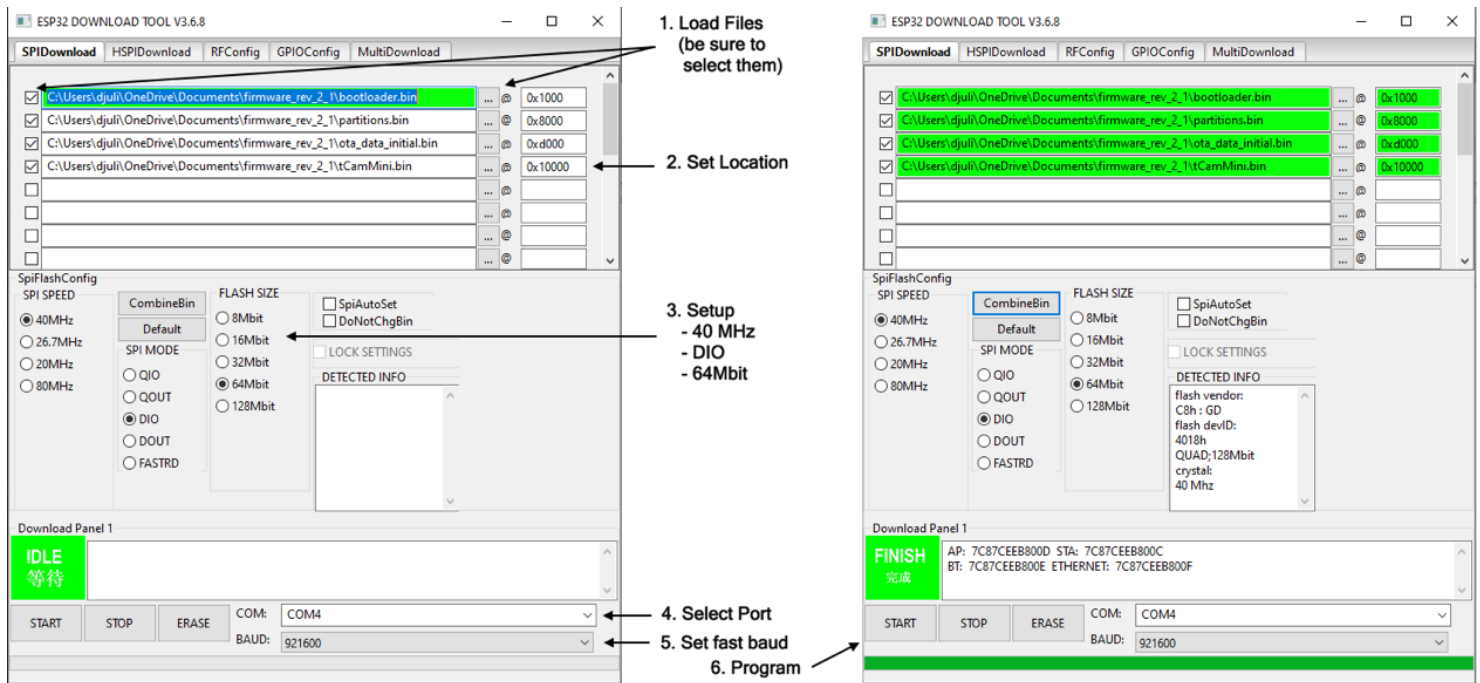 ESP32 DOWNLOAD TOOL V3.6.8
SPIDownload HSPIDownload RFConfig GPIOConfig MultiDownload
C:\Users\djuli\OneDrive\Documents\firmware_rev_2_1\bootloader.bin ... @ 0x1000
C:\Users\djuli\OneDrive\Documents\firmware_rev_2_1\partitions.bin ... @ 0x8000
C:\Users\djuli\OneDrive\Documents\firmware_rev_2_1\ota_data_initial.bin ... @ 0xd000
C:\Users\djuli\OneDrive\Documents\firmware_rev_2_1\tCamMini.bin ... @ 0x10000
... @
... @
... @
... @
SpiFlashConfig
SPI SPEED
40MHz
26.7MHz
20MHz
80MHz
CombineBin
Default
SPI MODE
QIO
QOUT
DIO
DOUT
FASTRD
FLASH SIZE
8Mbit
16Mbit
32Mbit
64Mbit
128Mbit
SpiAutoSet
DoNotChgBin
LOCK SETTINGS
DETECTED INFO
Download Panel 1
IDLE
等待
START STOP ERASE
COM: COM4
BAUD: 921600
1. Load Files
(be sure to
select them)
2. Set Location
3. Setup
- 40 MHz
- DIO
- 64Mbit
4. Select Port
5. Set fast baud
6. Program
ESP32 DOWNLOAD TOOL V3.6.8
SPIDownload HSPIDownload RFConfig GPIOConfig MultiDownload
C:\Users\djuli\OneDrive\Documents\firmware_rev_2_1\bootloader.bin ... @ 0x1000
C:\Users\djuli\OneDrive\Documents\firmware_rev_2_1\partitions.bin ... @ 0x8000
C:\Users\djuli\OneDrive\Documents\firmware_rev_2_1\ota_data_initial.bin ... @ 0xd000
C:\Users\djuli\OneDrive\Documents\firmware_rev_2_1\tCamMini.bin ... @ 0x10000
... @
... @
... @
... @
SpiFlashConfig
SPI SPEED
40MHz
26.7MHz
20MHz
80MHz
CombineBin
Default
SPI MODE
QIO
QOUT
DIO
DOUT
FASTRD
FLASH SIZE
8Mbit
16Mbit
32Mbit
64Mbit
128Mbit
SpiAutoSet
DoNotChgBin
LOCK SETTINGS
DETECTED INFO
flash vendor:
C8h : GD
flash devID:
4018h
QUAD;128Mbit
crystal:
40 Mhz
Download Panel 1
FINISH
完成
AP: 7C87CEEB800D STA: 7C87CEEB800C
BT: 7C87CEEB800E ETHERNET: 7C87CEEB800F
START STOP ERASE
COM: COM4
BAUD: 921600